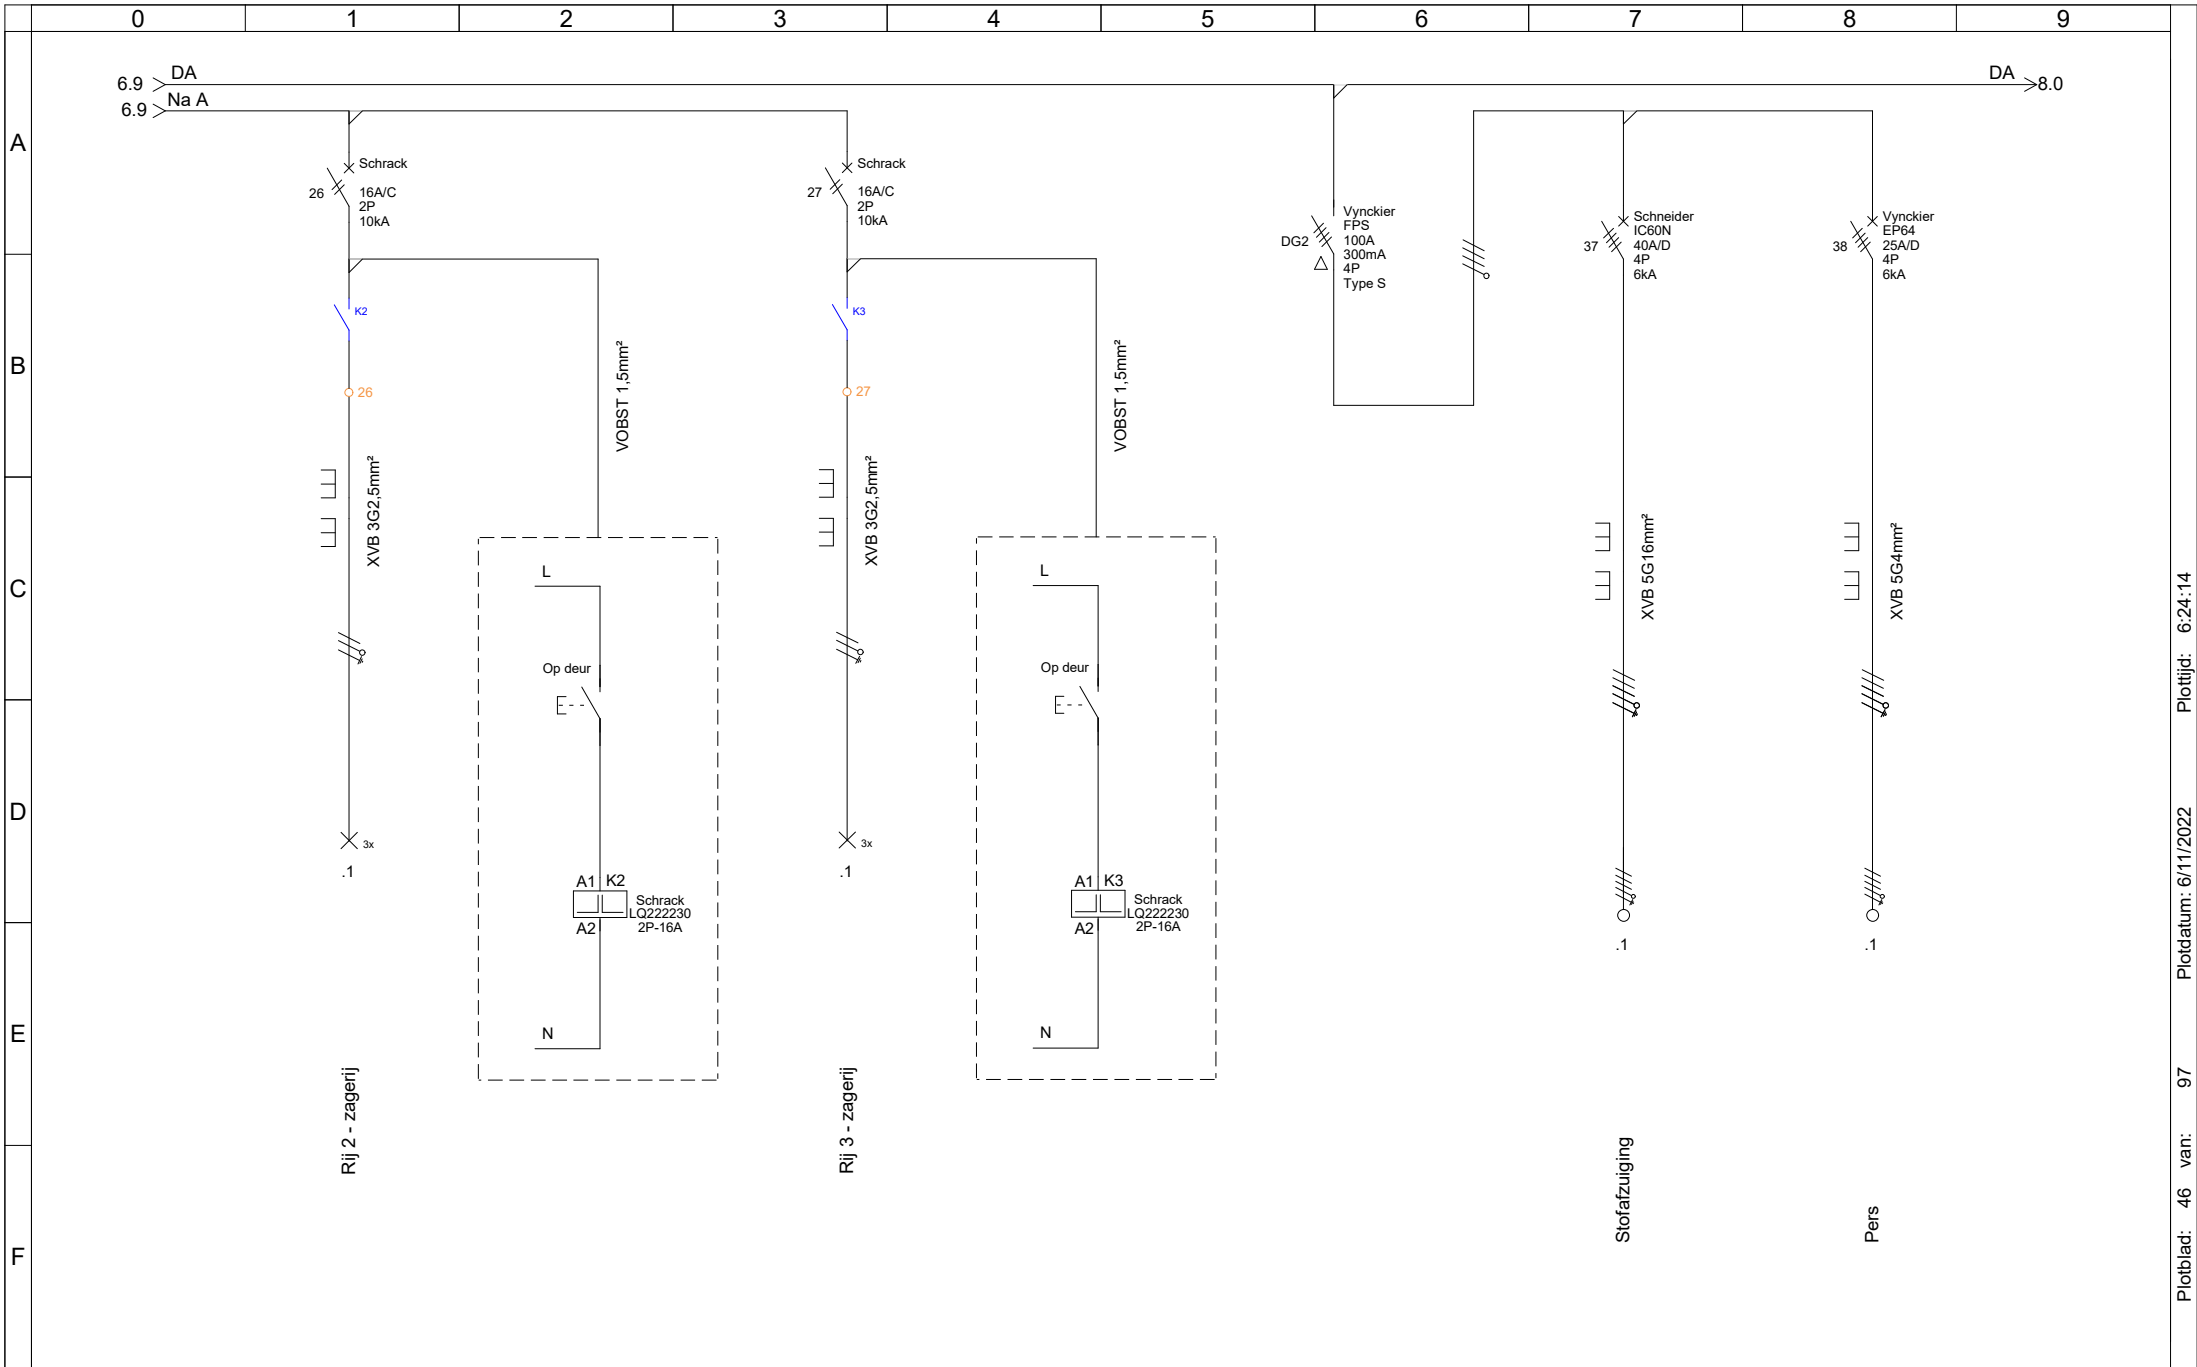 0 1 2 3 4 5 6 7 8 9
A
B
C
D
E
F
6.9 DA
6.9 Na A
DA 8.0
26
Schrack
16A/C
2P
10kA
K2
26
XVB 3G2,5mm²
3x
.1
Rij 2 - zagerij
VOBST 1,5mm²
L
Op deur
A1 K2
Schrack
LQ222230
2P-16A
A2
N
27
Schrack
16A/C
2P
10kA
K3
27
XVB 3G2,5mm²
3x
.1
Rij 3 - zagerij
VOBST 1,5mm²
L
Op deur
A1 K3
Schrack
LQ222230
2P-16A
A2
N
DG2
Vynckier
FPS
100A
300mA
4P
Type S
37
Schneider
IC60N
40A/D
4P
6kA
XVB 5G16mm²
.1
Stofafzuiging
38
Vynckier
EP64
25A/D
4P
6kA
XVB 5G4mm²
.1
Pers
Plotblad: 46 van: 97 Plotdatum: 6/11/2022 Plottijd: 6:24:14